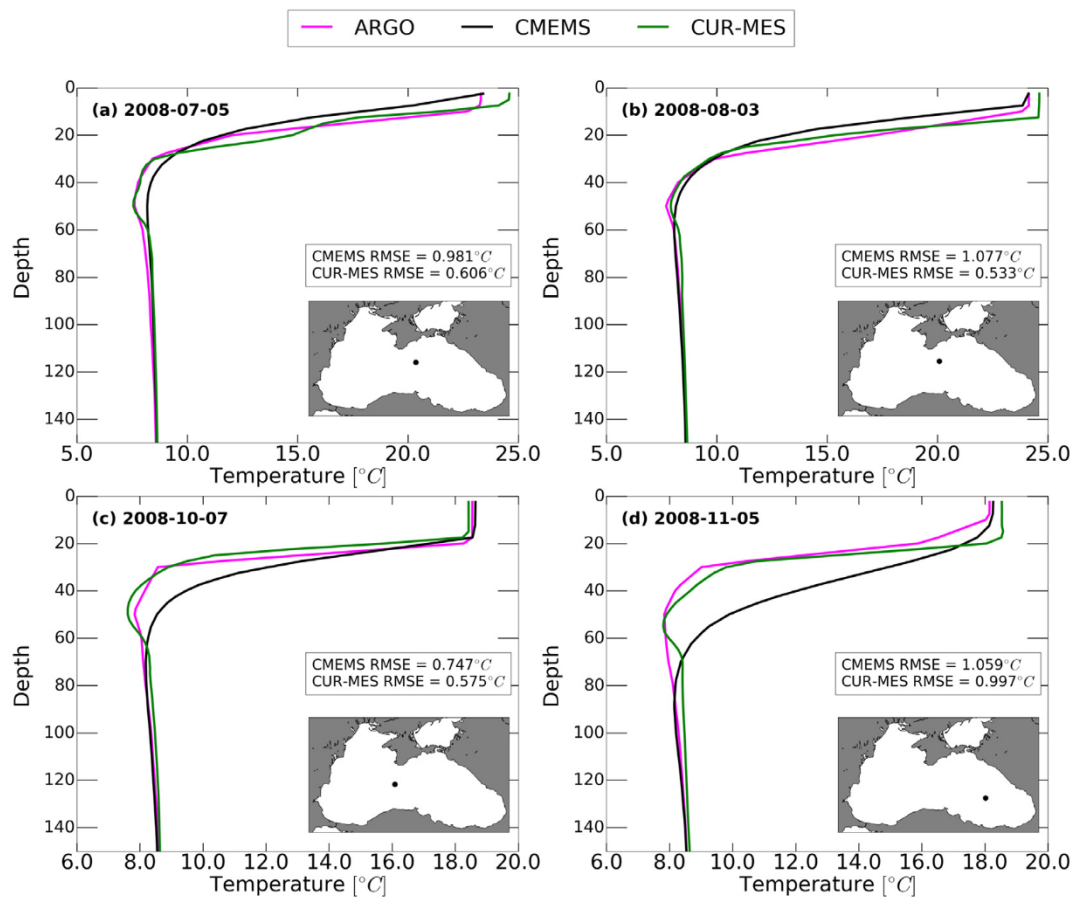 ARGO CMEMS CUR-MES
(a) 2008-07-05
0
20
40
60
80
100
120
140
Depth
CMEMS RMSE = 0.981°C
CUR-MES RMSE = 0.606°C
5.0 10.0 15.0 20.0 25.0
Temperature [°C]
(b) 2008-08-03
0
20
40
60
80
100
120
140
Depth
CMEMS RMSE = 1.077°C
CUR-MES RMSE = 0.533°C
5.0 10.0 15.0 20.0 25.0
Temperature [°C]
(c) 2008-10-07
0
20
40
60
80
100
120
140
Depth
CMEMS RMSE = 0.747°C
CUR-MES RMSE = 0.575°C
6.0 8.0 10.0 12.0 14.0 16.0 18.0 20.0
Temperature [°C]
(d) 2008-11-05
0
20
40
60
80
100
120
140
Depth
CMEMS RMSE = 1.059°C
CUR-MES RMSE = 0.997°C
6.0 8.0 10.0 12.0 14.0 16.0 18.0 20.0
Temperature [°C]